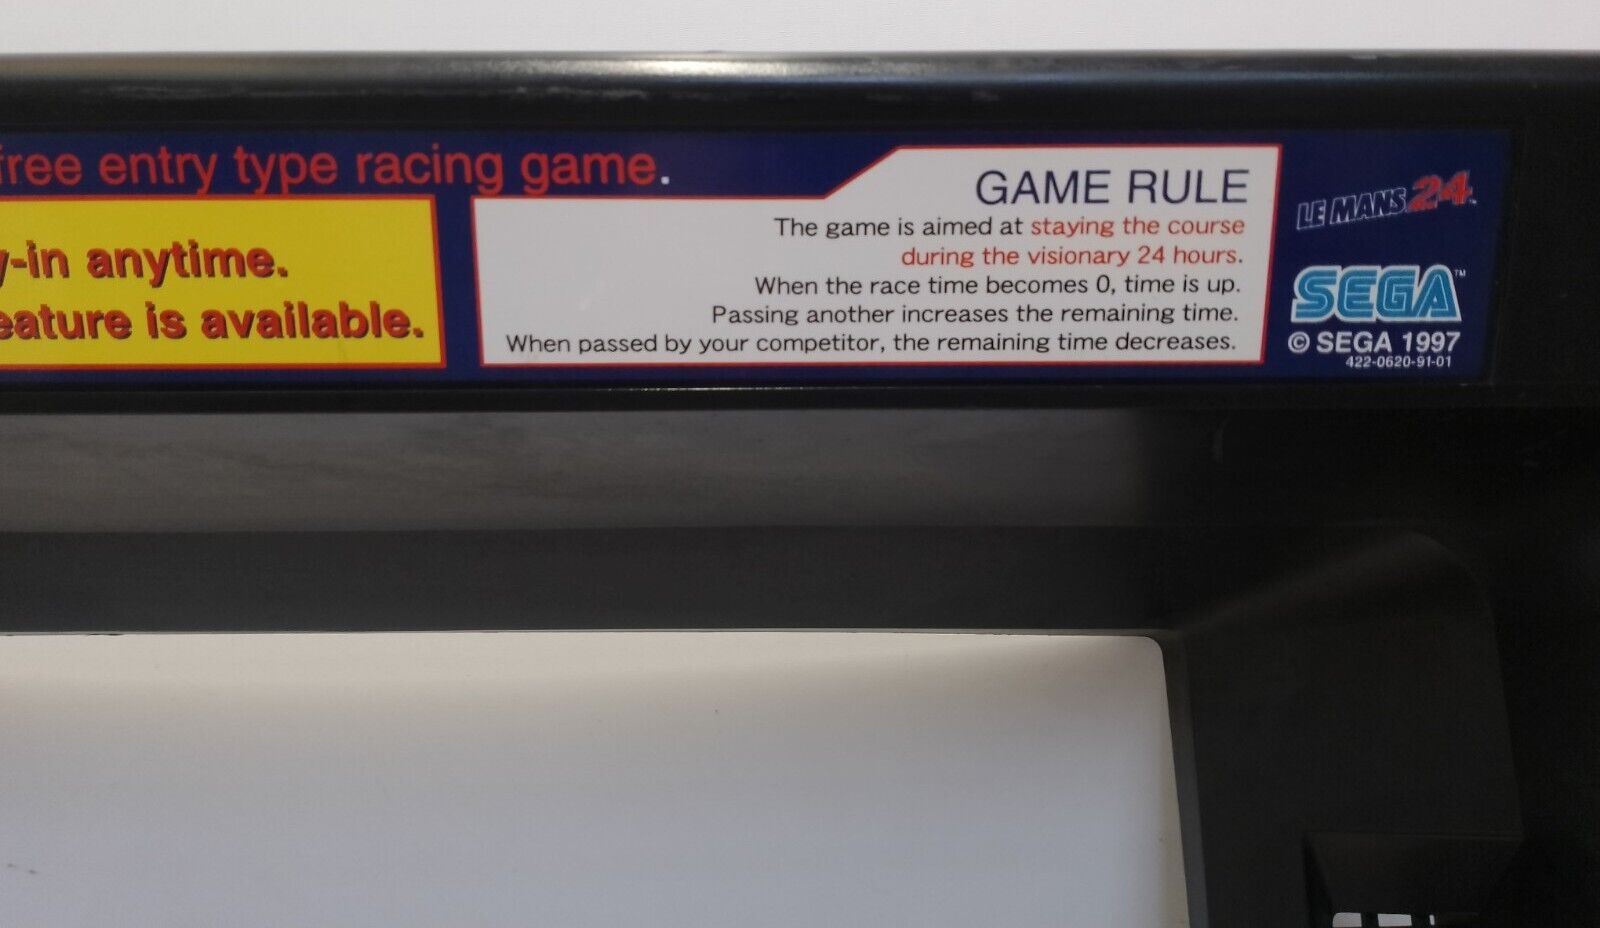 free entry type racing game.
y-in anytime.
eature is available.
GAME RULE
The game is aimed at staying the course
during the visionary 24 hours.
When the race time becomes 0, time is up.
Passing another increases the remaining time.
When passed by your competitor, the remaining time decreases.
LE MANS 24™
SEGA™
© SEGA 1997
422-0620-91-01